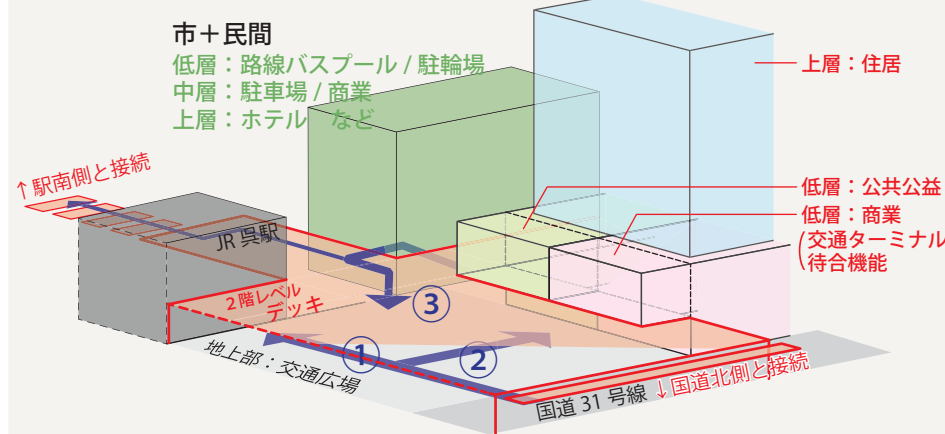 市＋民間
低層：路線バスプール / 駐輪場
中層：駐車場 / 商業
上層：ホテル　など
上層：住居
↑駅南側と接続
低層：公共公益
低層：商業
(交通ターミナル
待合機能
JR 呉駅
2階レベル
デッキ
③
①
②
地上部：交通広場
国道 31 号線
↓国道北側と接続